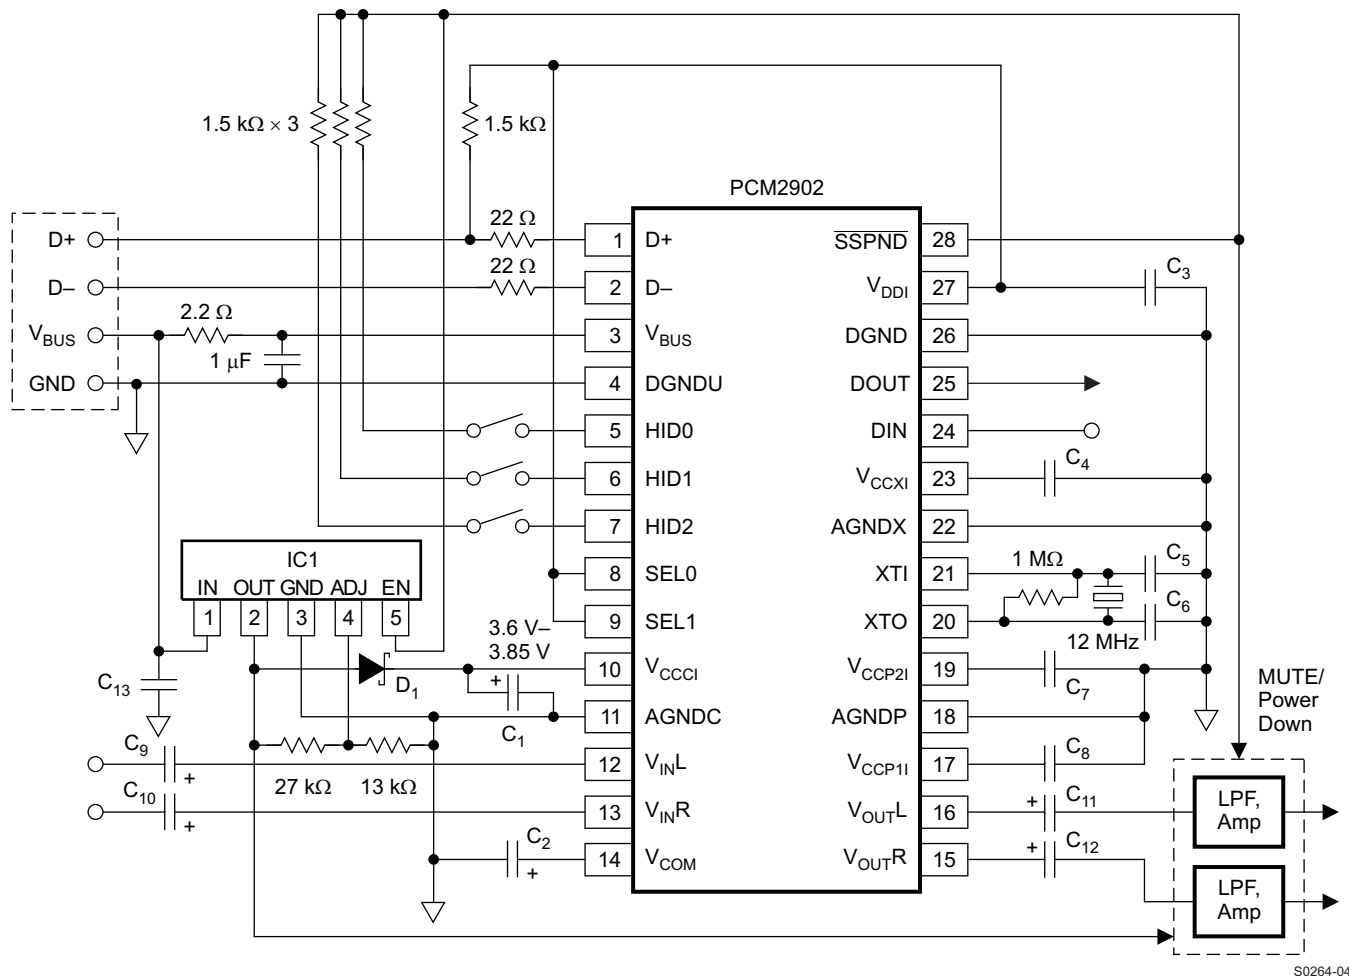 1.5 kΩ × 3
1.5 kΩ
PCM2902
D+
D–
VBUS
GND
22 Ω
22 Ω
2.2 Ω
1 μF
1 D+
2 D–
3 VBUS
4 DGNDU
5 HID0
6 HID1
7 HID2
8 SEL0
9 SEL1
10 VCCCI
11 AGNDC
12 VINL
13 VINR
14 VCOM
SSPND 28
VDDI 27
DGND 26
DOUT 25
DIN 24
VCCXI 23
AGNDX 22
XTI 21
XTO 20
VCCP2I 19
AGNDP 18
VCCP1I 17
VOUTL 16
VOUTR 15
IC1
IN OUT GND ADJ EN
1 2 3 4 5
3.6 V–
3.85 V
+
C1
D1
C13
C9
+
C10
+
27 kΩ
13 kΩ
C2
+
C3
C4
1 MΩ
C5
C6
12 MHz
C7
C8
+ C11
+ C12
MUTE/
Power
Down
LPF,
Amp
LPF,
Amp
S0264-04